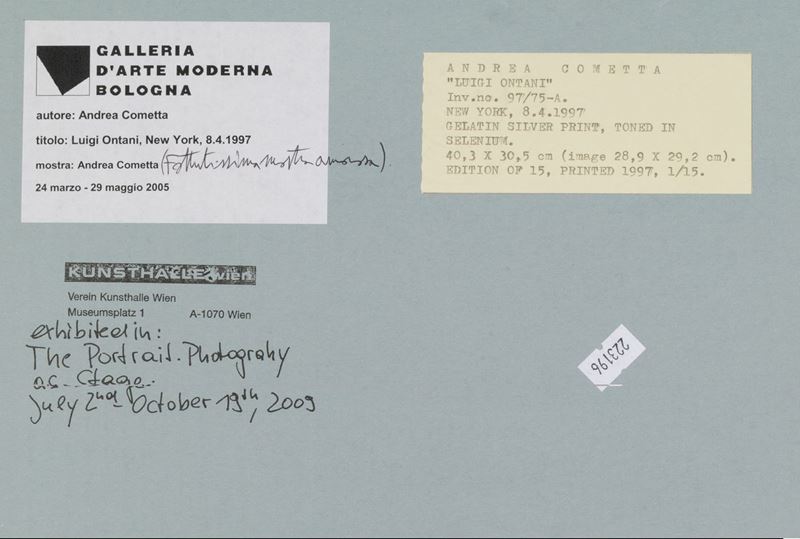 GALLERIA
D'ARTE MODERNA
BOLOGNA
autore: Andrea Cometta
titolo: Luigi Ontani, New York, 8.4.1997
mostra: Andrea Cometta
24 marzo - 29 maggio 2005
ANDREA COMETTA
"LUIGI ONTANI"
Inv.no. 97/75-A.
NEW YORK, 8.4.1997
GELATIN SILVER PRINT, TONED IN
SELENIUM.
40,3 X 30,5 cm (image 28,9 X 29,2 cm).
EDITION OF 15, PRINTED 1997, 1/15.
KUNSTHALLE wien
Verein Kunsthalle Wien
Museumsplatz 1 A-1070 Wien
exhibited in:
The Portrait. Photograhy
as Stage.
July 2nd - October 19th, 2009
223196